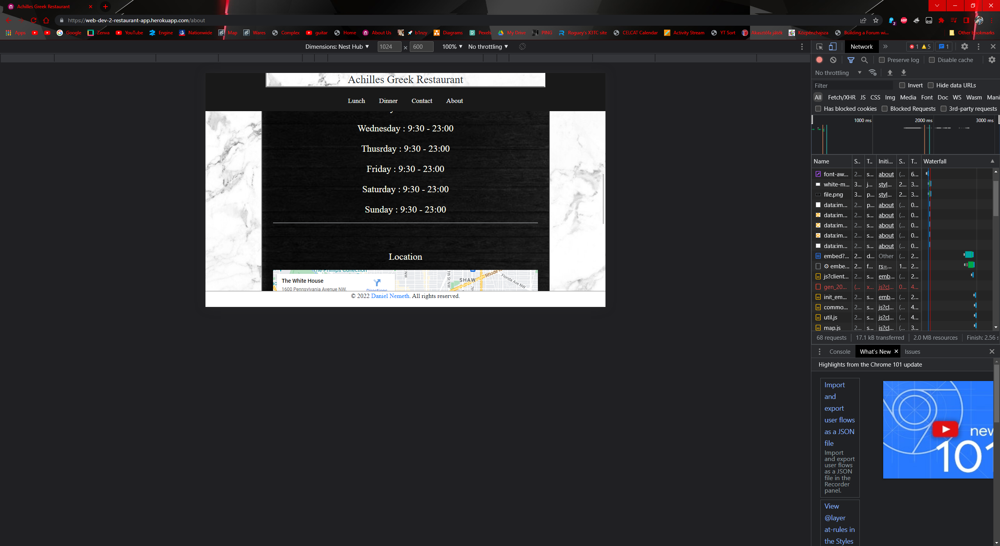 Achilles Greek Restaurant
https://web-dev-2-restaurant-app.herokuapp.com/about
2
Apps Google Zenva YouTube Engine Nationwide Map Wares Complex guitar Home About Us b1nzy Diagrams Pexels My Drive PING Roguey's X3TC site CELCAT Calendar Activity Stream YT Sort Akasztófa játék Közpénzhajsza Building a Forum wi... Other bookmarks
Dimensions: Nest Hub 1024 × 600 100% No throttling
Network 1 5 1
Preserve log Disable cache
No throttling
Filter Invert Hide data URLs
All Fetch/XHR JS CSS Img Media Font Doc WS Wasm Mani
Has blocked cookies Blocked Requests 3rd-party requests
1000 ms 2000 ms 3000 ms
Name S.. T.. Initi... S.. T.. Waterfall
font-aw... 2... s... about (... 6...
white-m... 3... j... styl... 2... 3...
file.png 3... p... styl... 2... 3...
data:im... 2... p... about (... 0...
data:im... 2... s... about (... 0...
data:im... 2... s... about (... 0...
data:im... 2... s... about (... 0...
data:im... 2... s... about (... 0...
embed?... 2... d... Other (... 2...
embe... 2... f... rs=... 1... 2...
js?client... 2... s... emb... (... 2...
gen_20... (... x... js?cl... 0... 4...
init_em... 2... s... emb... (... 2...
commo... 2... s... js?cl... (... 4...
util.js 2... s... js?cl... (... 4...
map.js 2... s... js?cl... (... 3...
68 requests 17.1 kB transferred 2.0 MB resources Finish: 2.56 s
Console What's New Issues
Highlights from the Chrome 101 update
Import
and
export
user flows
as a JSON
file
Import
and export
user flows
as a JSON
file in the
Recorder
panel.
View
@layer
at-rules in
the Styles
new
101
Achilles Greek Restaurant
Lunch Dinner Contact About
Wednesday : 9:30 - 23:00
Thusrday : 9:30 - 23:00
Friday : 9:30 - 23:00
Saturday : 9:30 - 23:00
Sunday : 9:30 - 23:00
Location
The Phillips Collection
The White House
1600 Pennsylvania Avenue NW,
Directions
SHAW
Florida Ave NW
11th St NW
© 2022 Daniel Nemeth. All rights reserved.